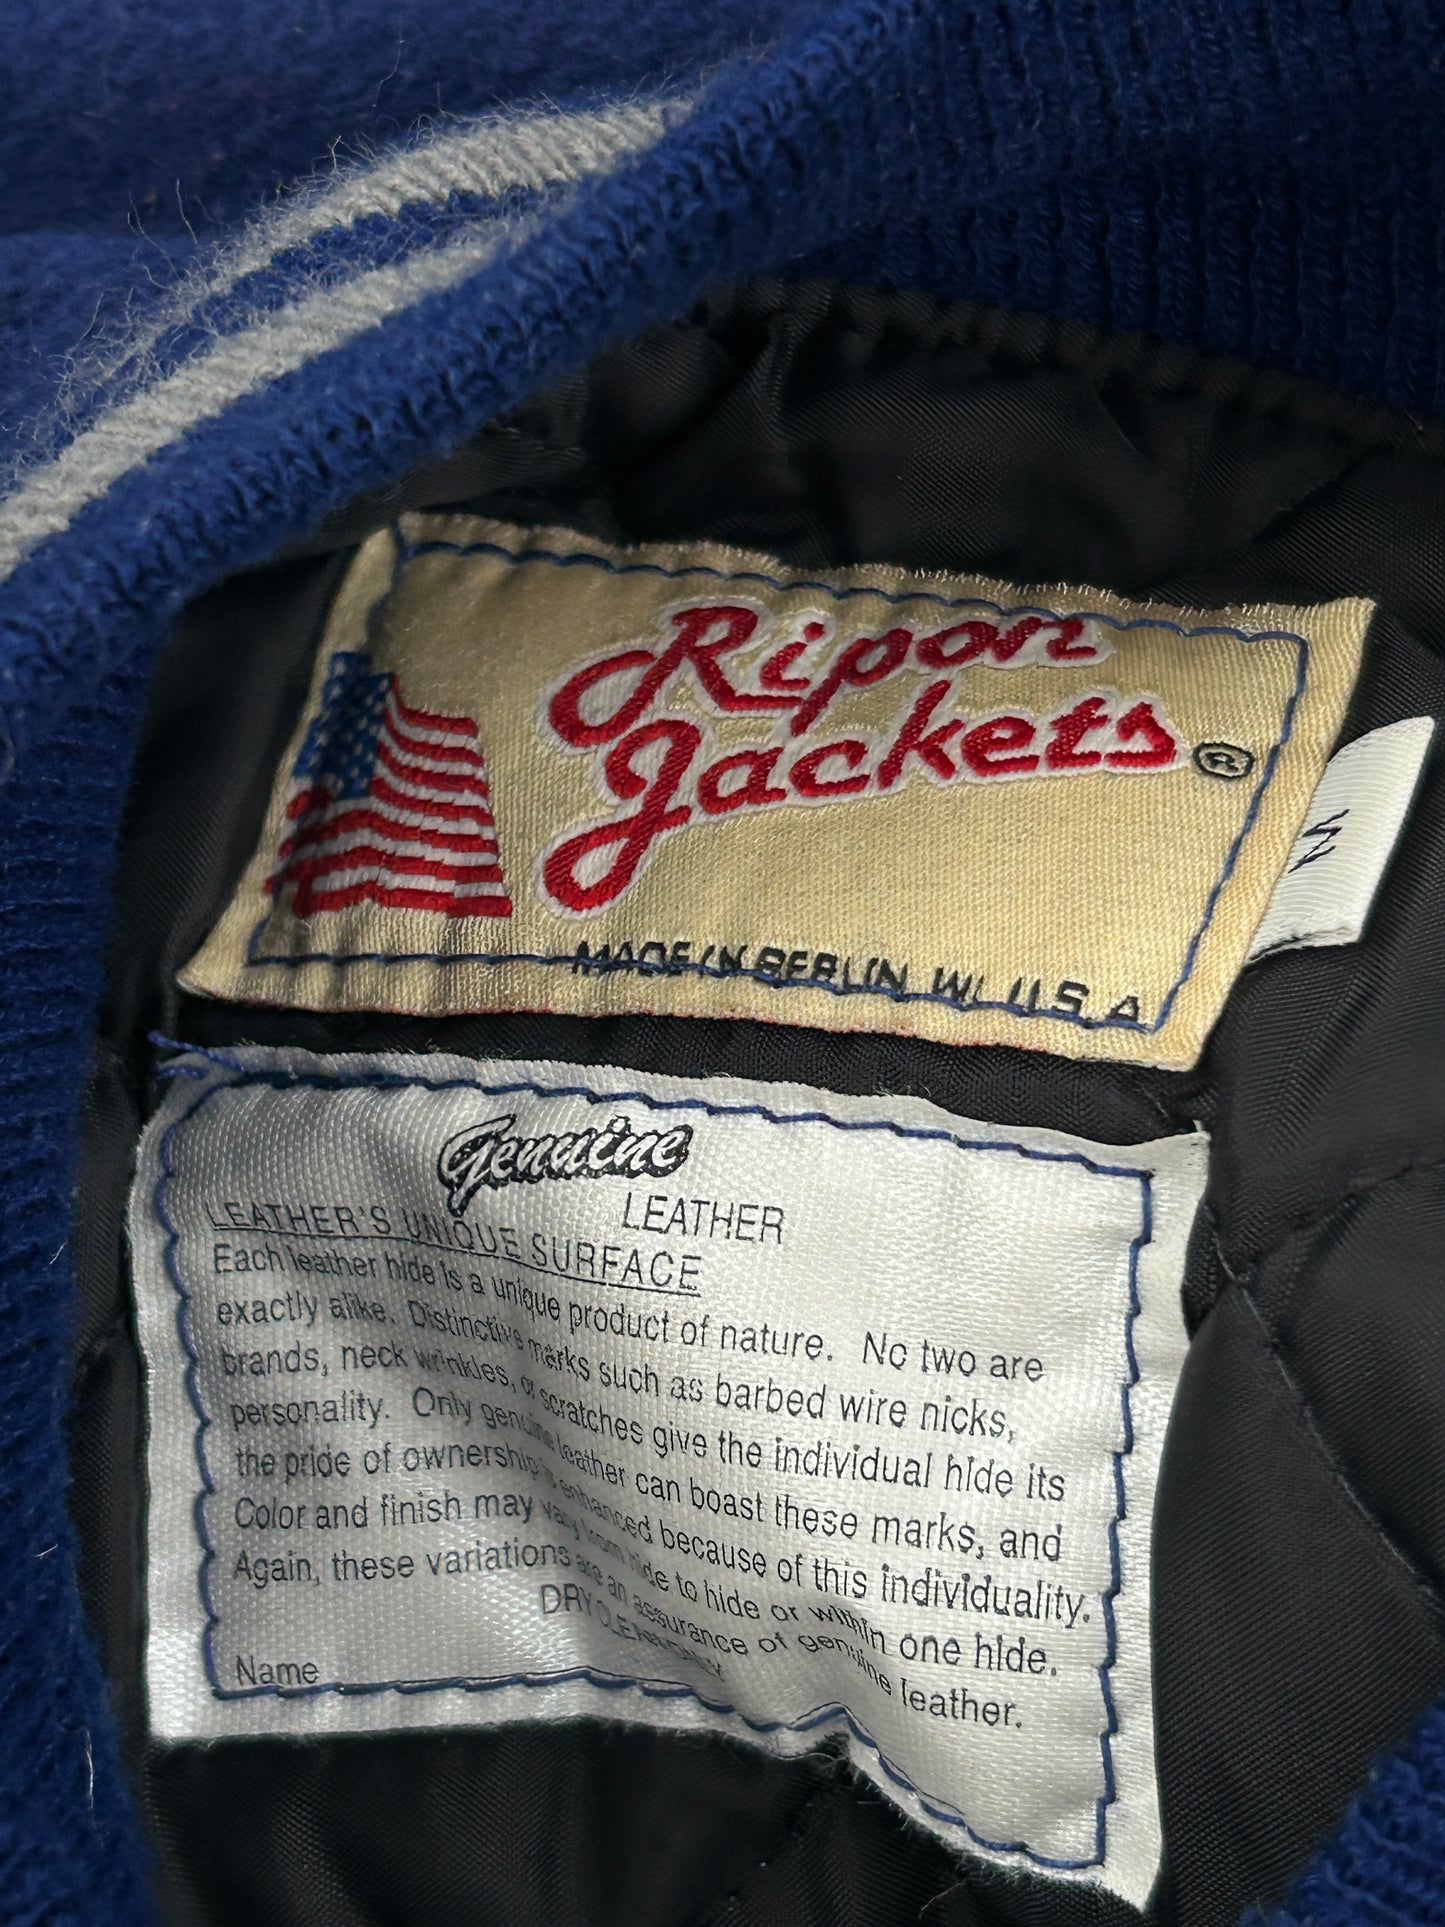 Ripon
Jackets ®
MADE IN BERLIN, WI. U.S.A.
M
Genuine
LEATHER
LEATHER'S UNIQUE SURFACE
Each leather hide is a unique product of nature. No two are
exactly alike. Distinctive marks such as barbed wire nicks,
brands, neck wrinkles, or scratches give the individual hide its
personality. Only genuine leather can boast these marks, and
the pride of ownership is enhanced because of this individuality.
Color and finish may vary from hide to hide or within one hide.
Again, these variations are an assurance of genuine leather.
DRY CLEAN ONLY
Name